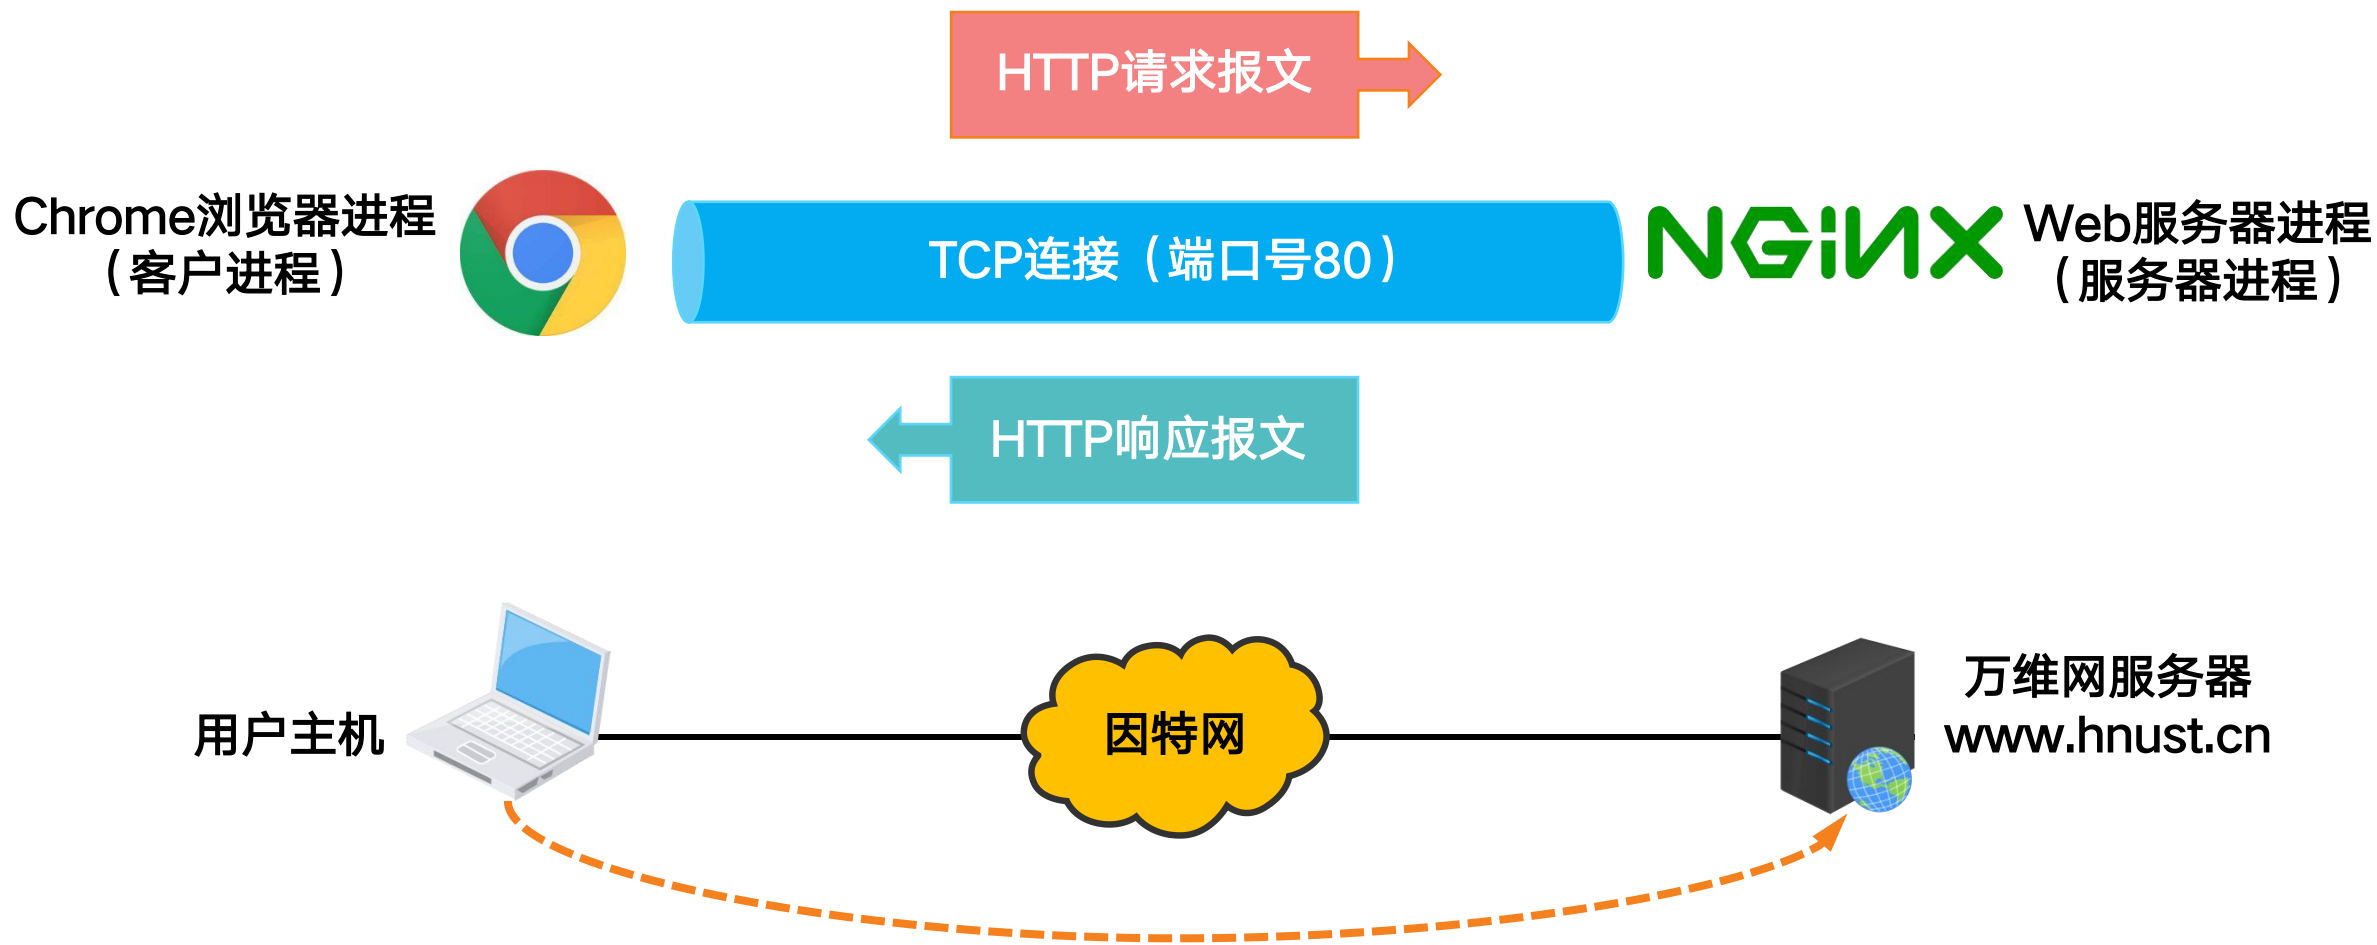 HTTP请求报文
Chrome浏览器进程
（客户进程）
TCP连接（端口号80）
NGiNX
Web服务器进程
（服务器进程）
HTTP响应报文
用户主机
因特网
万维网服务器
www.hnust.cn